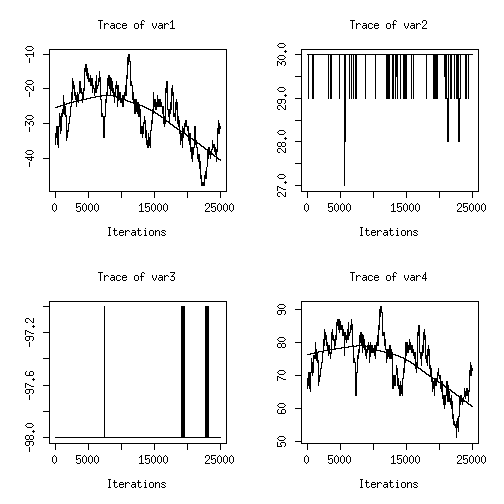 Trace of var1
-10
-20
-30
-40
0 5000 15000 25000
Iterations
Trace of var2
30.0
29.0
28.0
27.0
0 5000 15000 25000
Iterations
Trace of var3
-97.2
-97.6
-98.0
0 5000 15000 25000
Iterations
Trace of var4
90
80
70
60
50
0 5000 15000 25000
Iterations